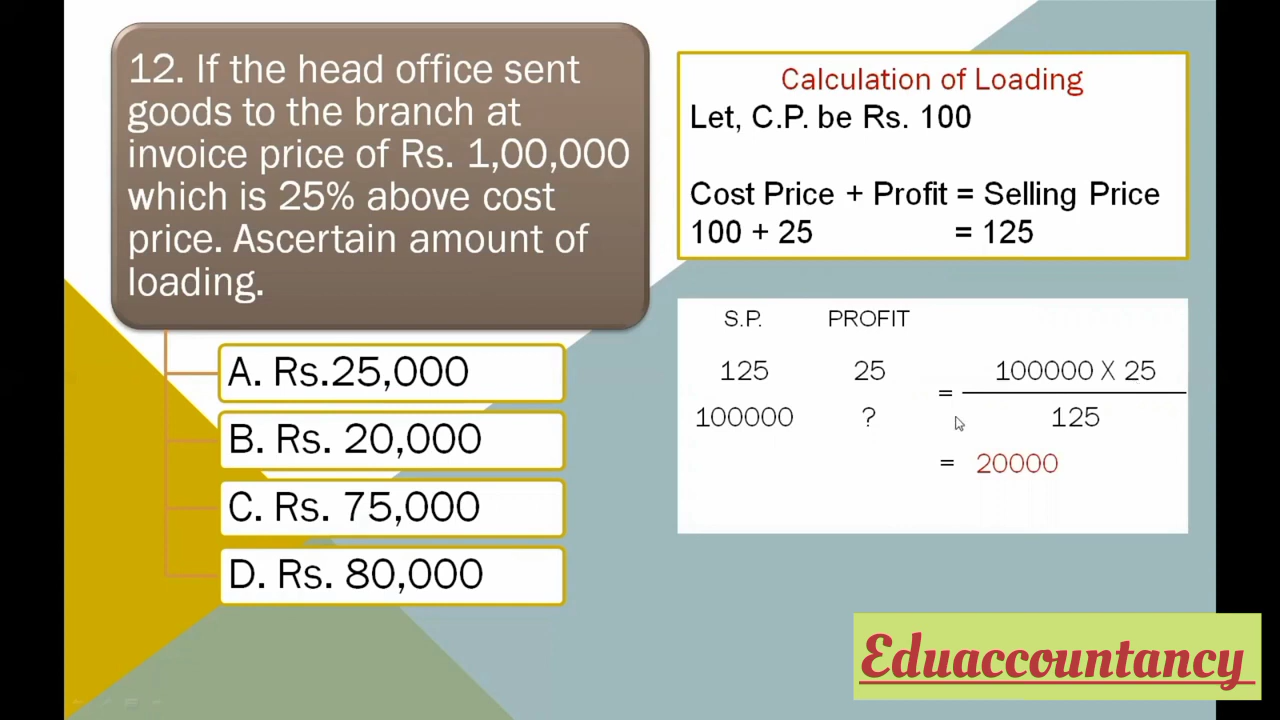 12. If the head office sent
goods to the branch at
invoice price of Rs. 1,00,000
which is 25% above cost
price. Ascertain amount of
loading.
A. Rs.25,000
B. Rs. 20,000
C. Rs. 75,000
D. Rs. 80,000
Calculation of Loading
Let, C.P. be Rs. 100
Cost Price + Profit = Selling Price
100 + 25 = 125
S.P. PROFIT
125 25 = 100000 X 25
100000 ? 125
= 20000
Eduaccountancy